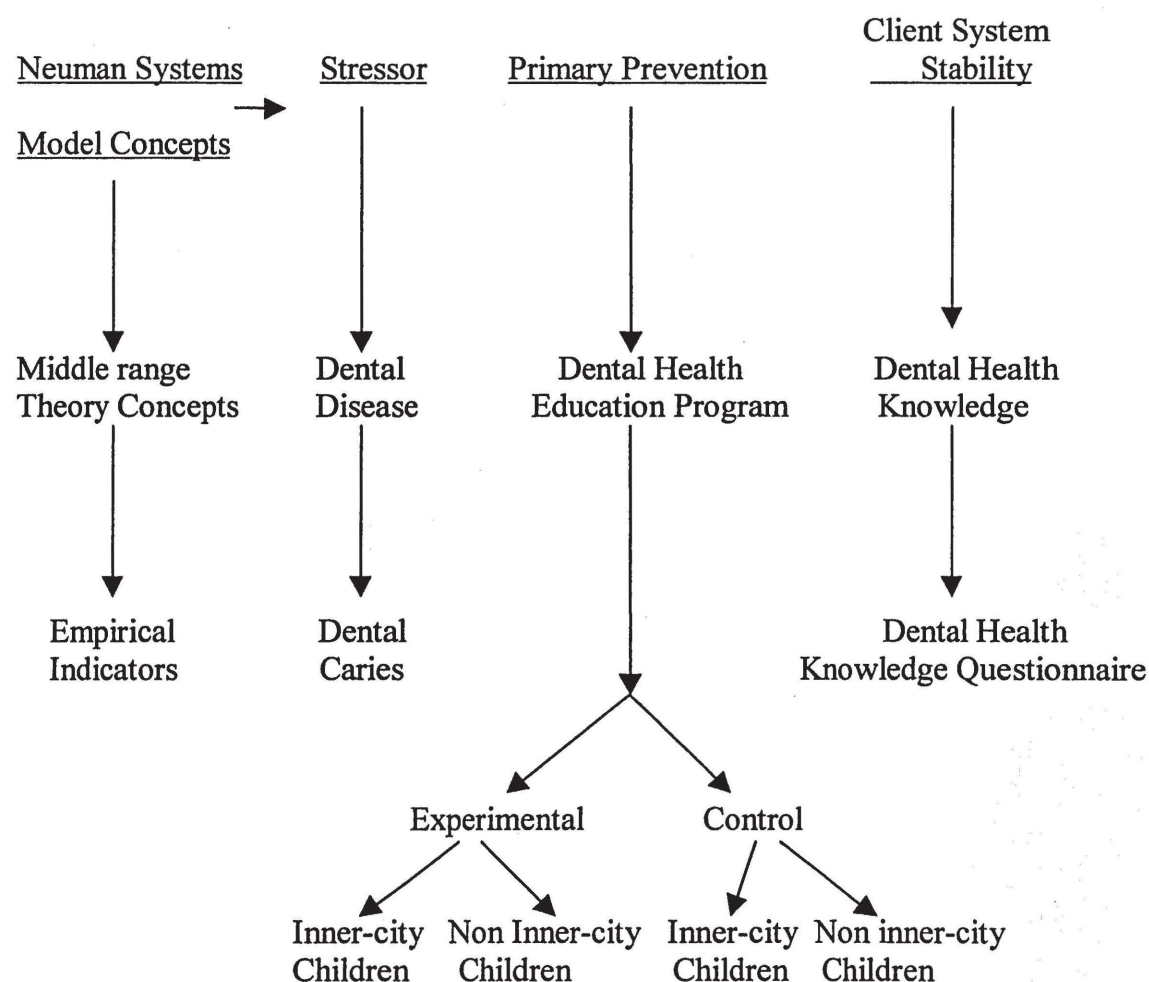 Neuman Systems
Model Concepts
Stressor
Primary Prevention
Client System
Stability
Middle range
Theory Concepts
Dental
Disease
Dental Health
Education Program
Dental Health
Knowledge
Empirical
Indicators
Dental
Caries
Dental Health
Knowledge Questionnaire
Experimental
Control
Inner-city
Children
Non Inner-city
Children
Inner-city
Children
Non inner-city
Children